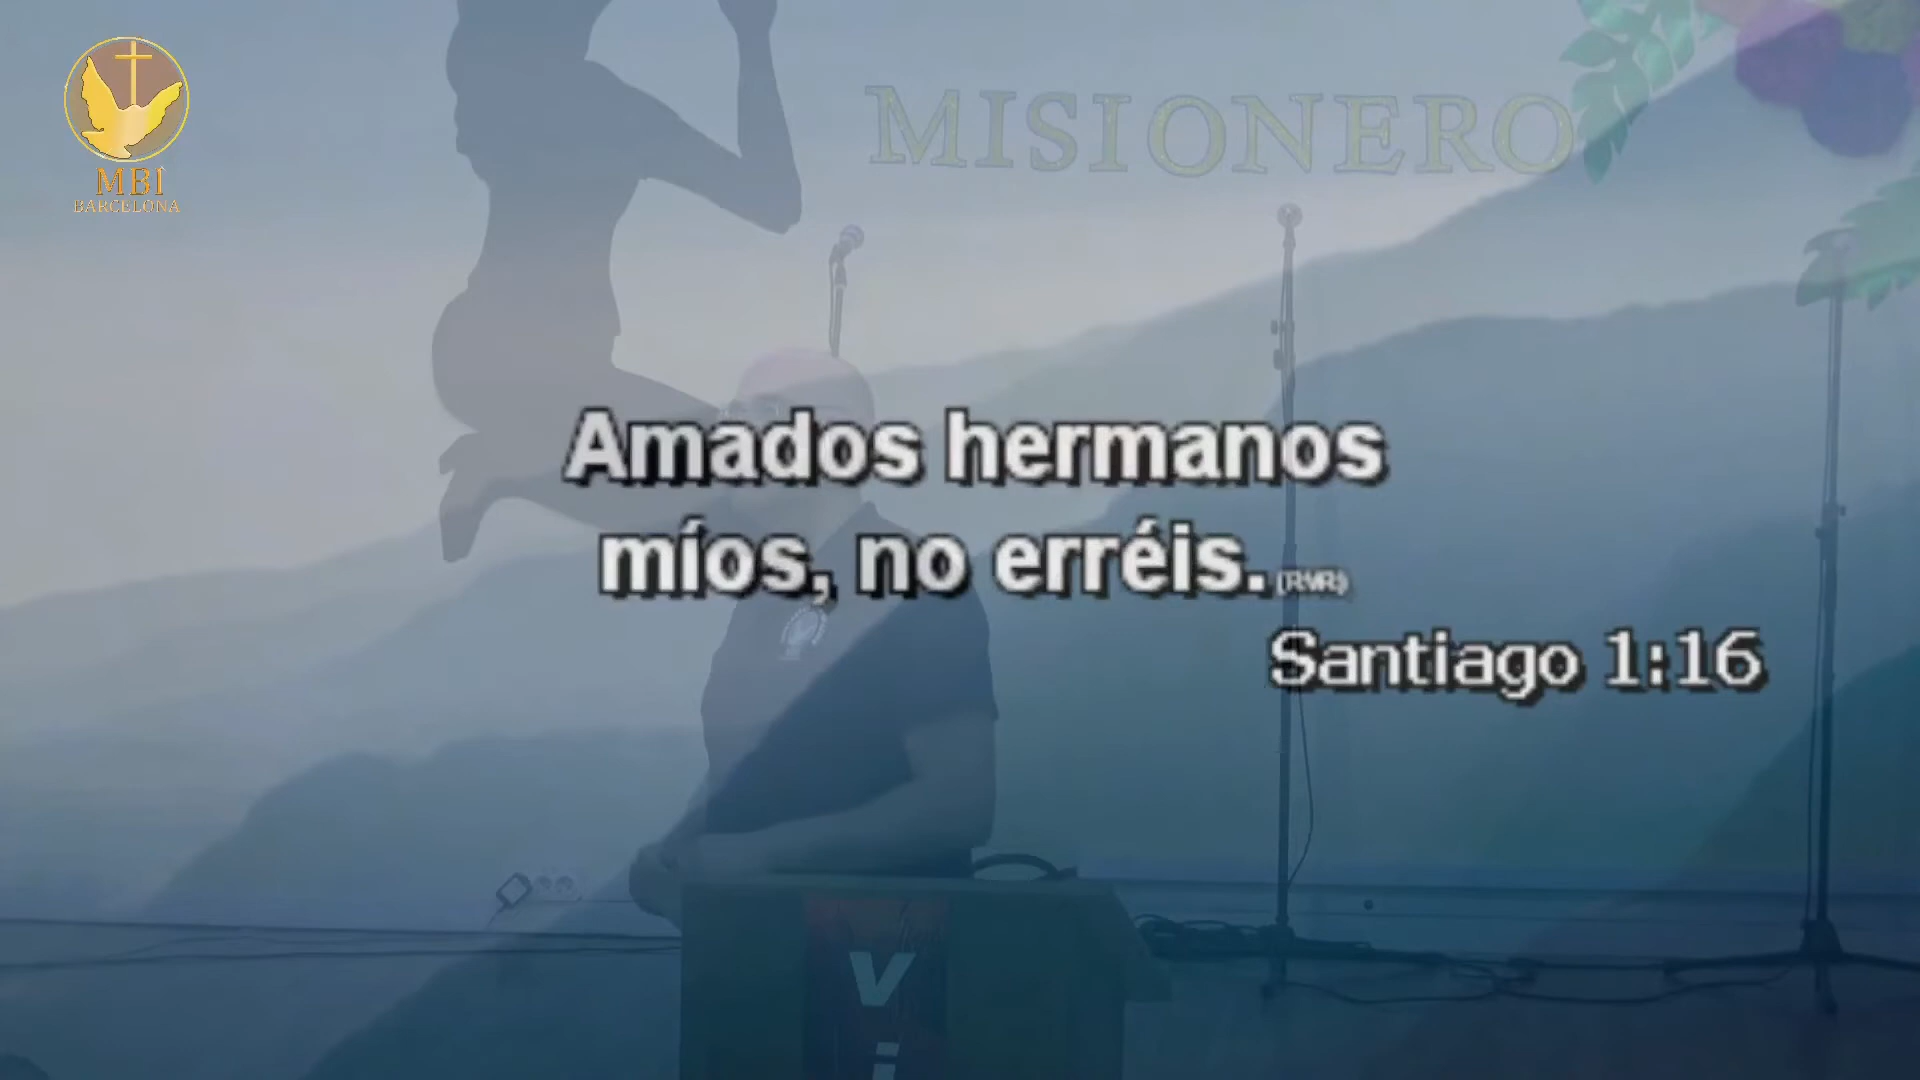 MBI
BARCELONA
MISIONERO
Amados hermanos
míos, no erréis. (RVR)
Santiago 1:16
v
i